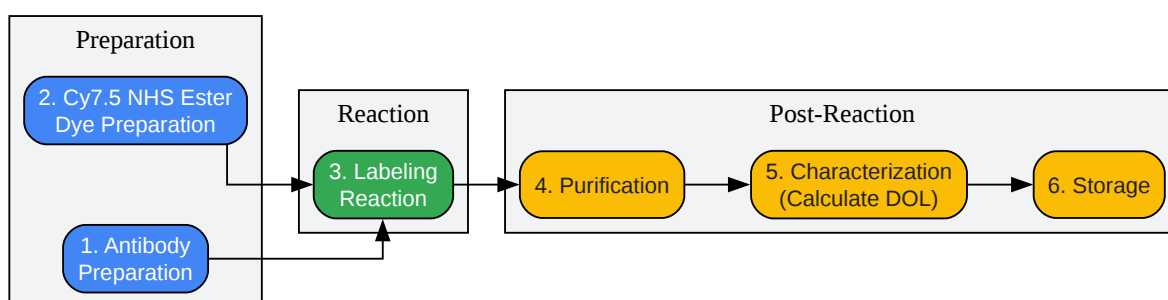 Preparation
2. Cy7.5 NHS Ester
Dye Preparation
1. Antibody
Preparation
Reaction
3. Labeling
Reaction
Post-Reaction
4. Purification
5. Characterization
(Calculate DOL)
6. Storage